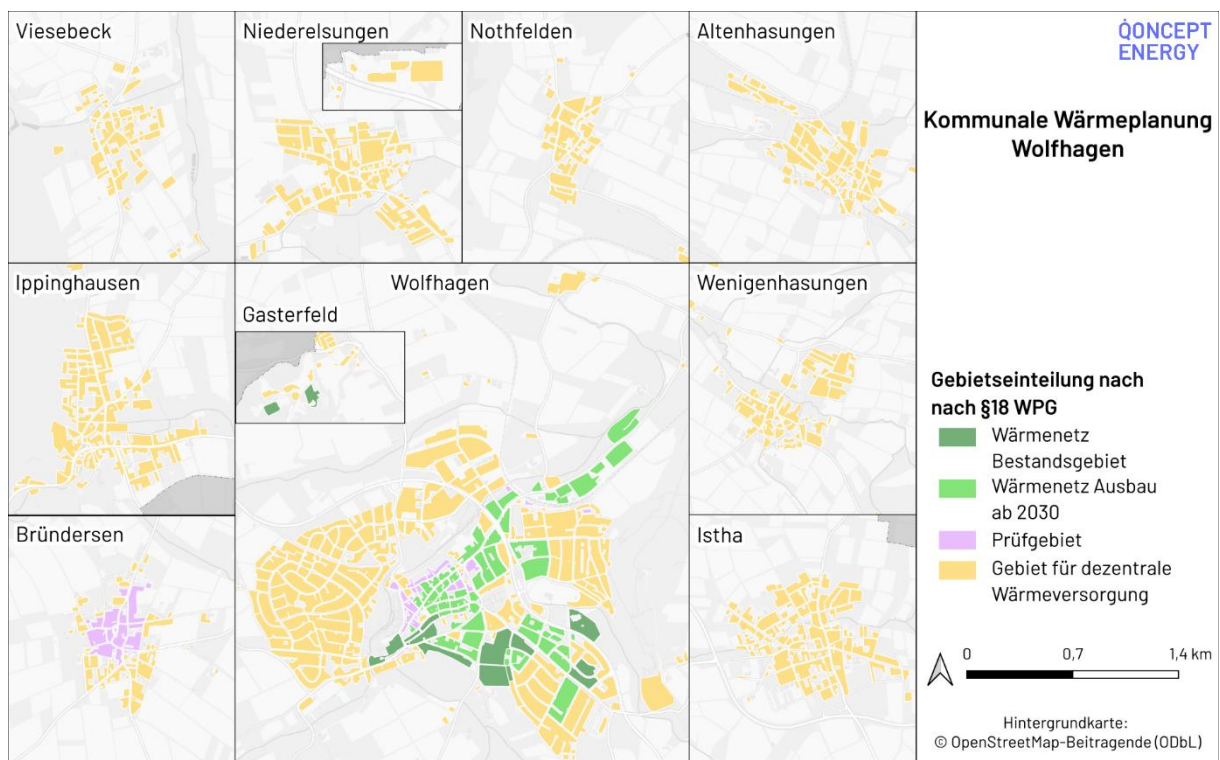 Viesebeck
Niederelsungen
Nothfelden
Altenhasungen
QONCEPT
ENERGY
Kommunale Wärmeplanung
Wolfhagen
Ippinghausen
Wolfhagen
Wenigenhasungen
Gasterfeld
Gebietseinteilung nach
nach §18 WPG
Wärmenetz
Bestandsgebiet
Wärmenetz Ausbau
ab 2030
Prüfgebiet
Gebiet für dezentrale
Wärmeversorgung
Bründersen
Istha
0 0,7 1,4 km
Hintergrundkarte:
© OpenStreetMap-Beitragende (ODbL)